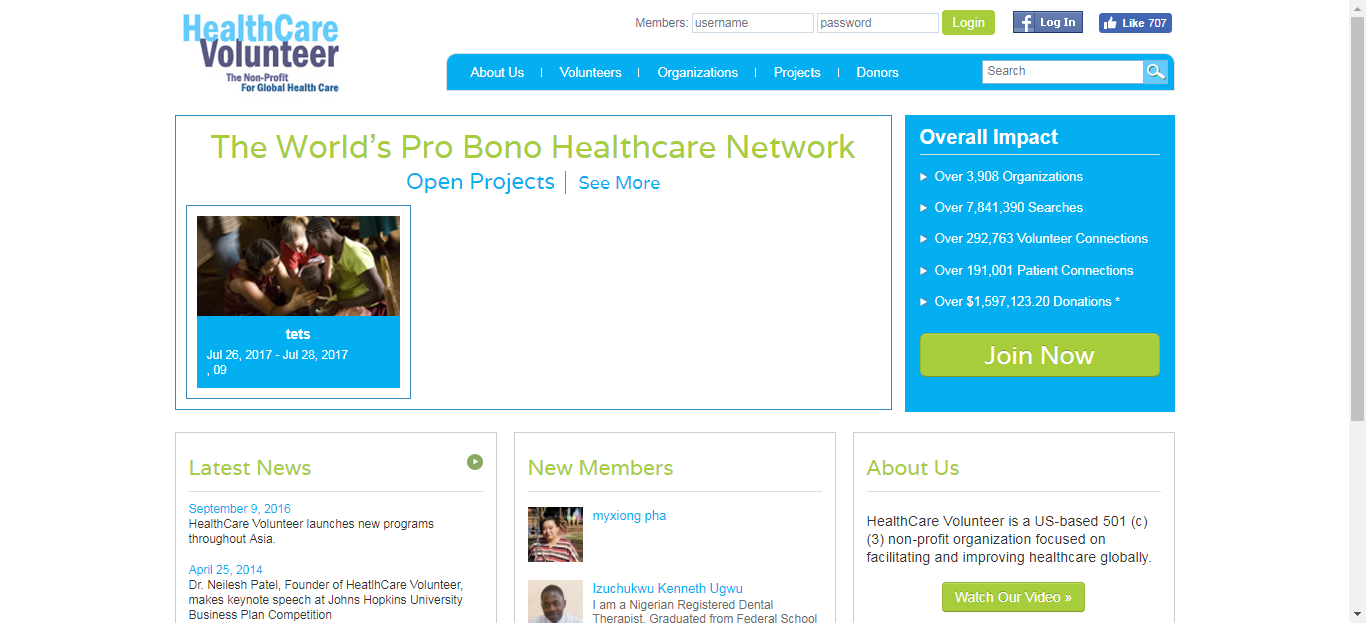 HealthCare
Volunteer
The Non-Profit
For Global Health Care
Members: username password Login
f Log In
Like 707
About Us | Volunteers | Organizations | Projects | Donors
Search
The World's Pro Bono Healthcare Network
Open Projects | See More
tets
Jul 26, 2017 - Jul 28, 2017
, 09
Overall Impact
Over 3,908 Organizations
Over 7,841,390 Searches
Over 292,763 Volunteer Connections
Over 191,001 Patient Connections
Over $1,597,123.20 Donations *
Join Now
Latest News
September 9, 2016
HealthCare Volunteer launches new programs
throughout Asia.
April 25, 2014
Dr. Neilesh Patel, Founder of HeatlhCare Volunteer,
makes keynote speech at Johns Hopkins University
Business Plan Competition
New Members
myxiong pha
Izuchukwu Kenneth Ugwu
I am a Nigerian Registered Dental
Therapist. Graduated from Federal School
About Us
HealthCare Volunteer is a US-based 501 (c)
(3) non-profit organization focused on
facilitating and improving healthcare globally.
Watch Our Video »